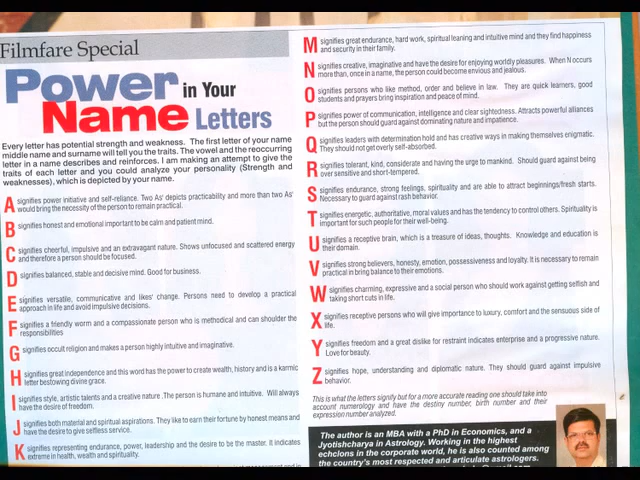 Filmfare Special
Power in Your
Name Letters
Every letter has potential strength and weakness. The first letter of your name
middle name and surname will tell you the traits. The vowel and the reoccuring
letter in a name describes and reinforces. I am making an attempt to give the
traits of each letter and you could analyze your personality (Strength and
weaknesses), which is depicted by your name.
A signifies power initiative and self-reliance. Two As' depicts practicability and more than two As'
would bring the necessity of the person to remain practical.
B signifies honest and emotional important to be calm and patient mind.
C signifies cheerful, impulsive and an extravagant nature. Shows unfocused and scattered energy
and therefore a person should be focused.
D signifies balanced, stable and decisive mind. Good for business.
E signifies versatile, communicative and likes' change. Persons need to develop a practical
approach in life and avoid impulsive decisions.
F signifies a friendly worm and a compassionate person who is methodical and can shoulder the
responsibilities
G signifies occult religion and makes a person highly intuitive and imaginative.
H signifies great independence and this word has the power to create wealth, history and is a karmic
letter bestowing divine grace.
I signifies style, artistic talents and a creative nature .The person is humane and intuitive. Will always
have the desire of freedom.
J signifies both material and spiritual aspirations. They like to earn their fortune by honest means and
have the desire to give selfless service.
K signifies representing endurance, power, leadership and the desire to be the master. It indicates
extreme in health, wealth and spirituality.
M signifies great endurance, hard work, spiritual leaning and intuitive mind and they find happiness
and security in their family.
N signifies creative, imaginative and have the desire for enjoying worldly pleasures. When N occurs
more than, once in a name, the person could become envious and jealous.
O signifies persons who like method, order and believe in law. They are quick learners, good
students and prayers bring inspiration and peace of mind.
P signifies power of communication, intelligence and clear sightedness. Attracts powerful alliances
but the person should guard against dominating nature and impatience.
Q signifies leaders with determination hold and has creative ways in making themselves enigmatic.
They should not get overly self-absorbed.
R signifies tolerant, kind, considerate and having the urge to mankind. Should guard against being
over sensitive and short-tempered.
S signifies endurance, strong feelings, spirituality and are able to attract beginnings/fresh starts.
Necessary to guard against rash behavior.
T signifies energetic, authoritative, moral values and has the tendency to control others. Spirituality is
important for such people for their well-being.
U signifies a receptive brain, which is a treasure of ideas, thoughts. Knowledge and education is
their domain.
V signifies strong believers, honesty, emotion, possessiveness and loyalty. It is necessary to remain
practical in bring balance to their emotions.
W signifies charming, expressive and a social person who should work against getting selfish and
taking short cuts in life.
X signifies receptive persons who will give importance to luxury, comfort and the sensuous side of
life.
Y signifies freedom and a great dislike for restraint indicates enterprise and a progressive nature.
Love for beauty.
Z signifies hope, understanding and diplomatic nature. They should guard against impulsive
behavior.
This is what the letters signify but for a more accurate reading one should take into
account numerology and have the destiny number, birth number and their
expression number analyzed.
The author is an MBA with a PhD in Economics, and a
Jyotishcharya in Astrology. Working in the highest
echlons in the corporate world, he is also counted among
the country's most respected and articulate astrologers.